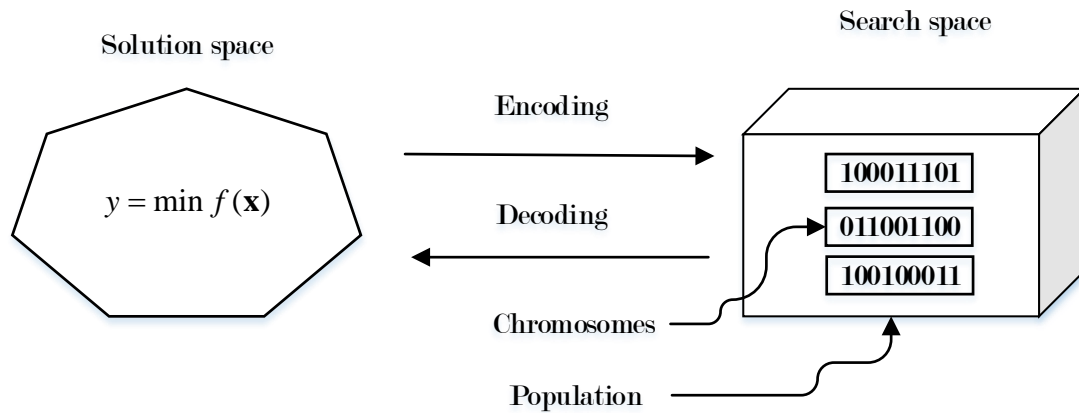 Solution space
Search space
Encoding
y = min f(x)
Decoding
100011101
011001100
100100011
Chromosomes
Population